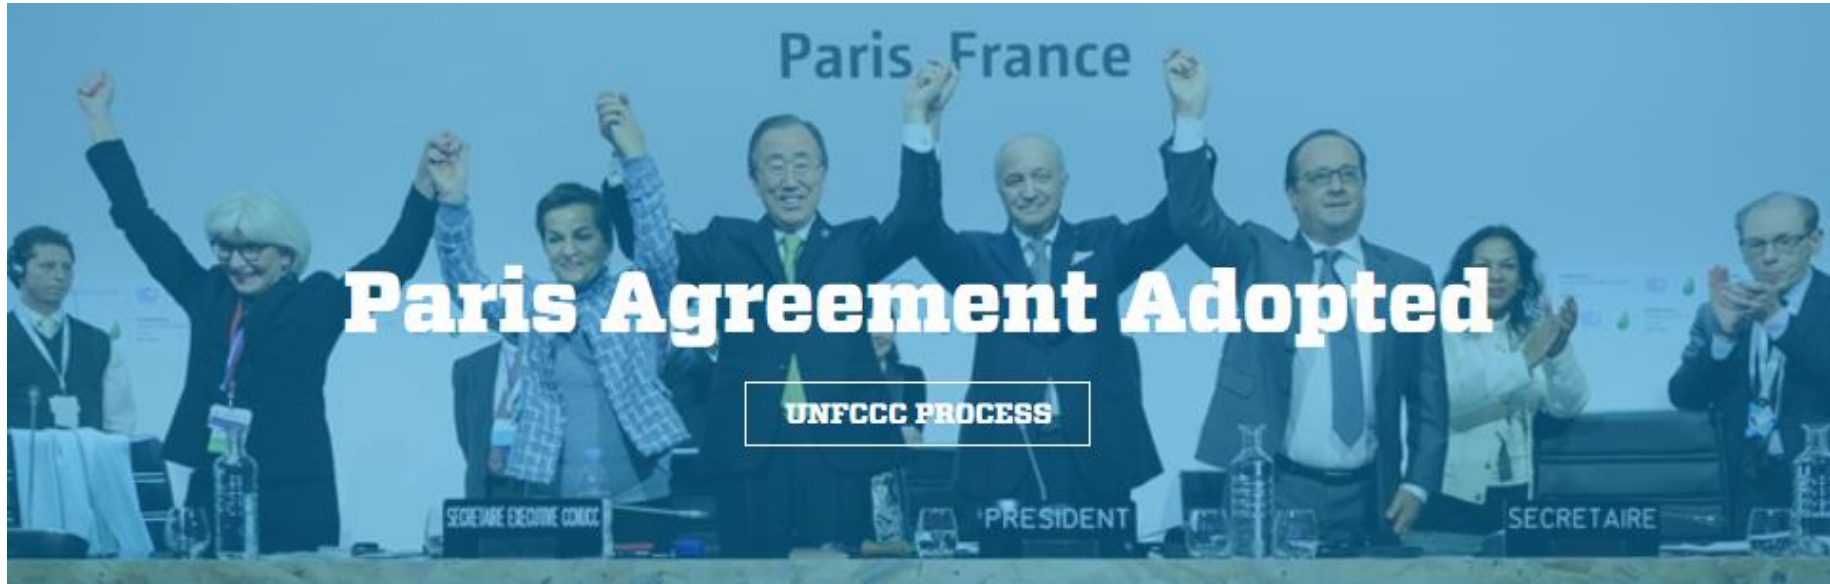 Paris France
Paris Agreement Adopted
UNFCCC PROCESS
SECRETAIRE EXECUTIVE CCNUCC
PRESIDENT
SECRETAIRE